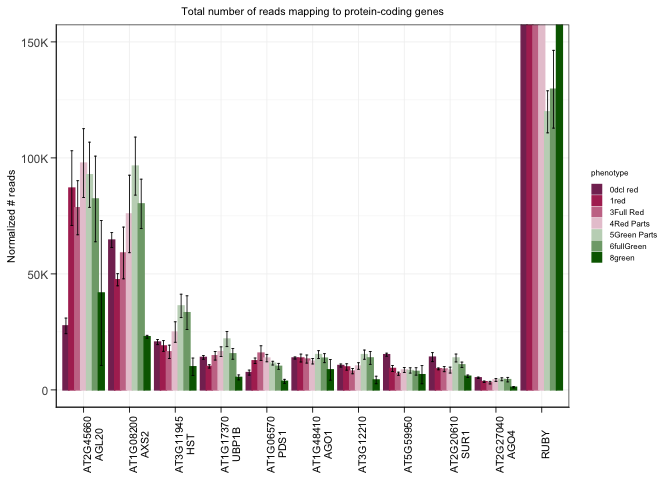 Total number of reads mapping to protein-coding genes
Normalized # reads
150K
100K
50K
0
AT2G45660
AGL20
AT1G08200
AXS2
AT3G11945
HST
AT1G17370
UBP1B
AT1G06570
PDS1
AT1G48410
AGO1
AT3G12210
AT5G59950
AT2G20610
SUR1
AT2G27040
AGO4
RUBY
phenotype
0dcl red
1red
3Full Red
4Red Parts
5Green Parts
6fullGreen
8green